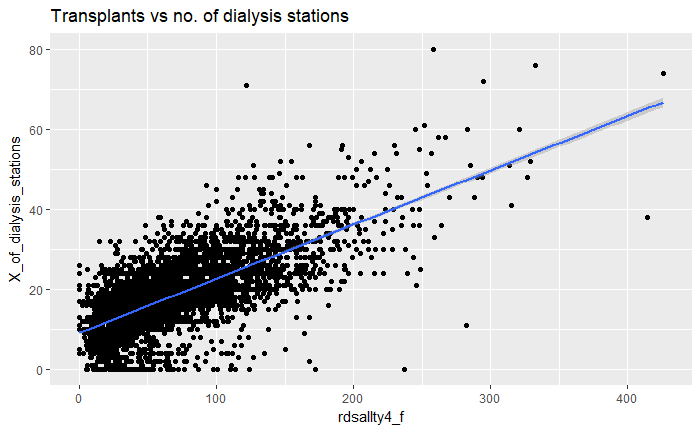 Transplants vs no. of dialysis stations
80
60
40
20
0
X_of_dialysis_stations
0 100 200 300 400
rdsallty4_f